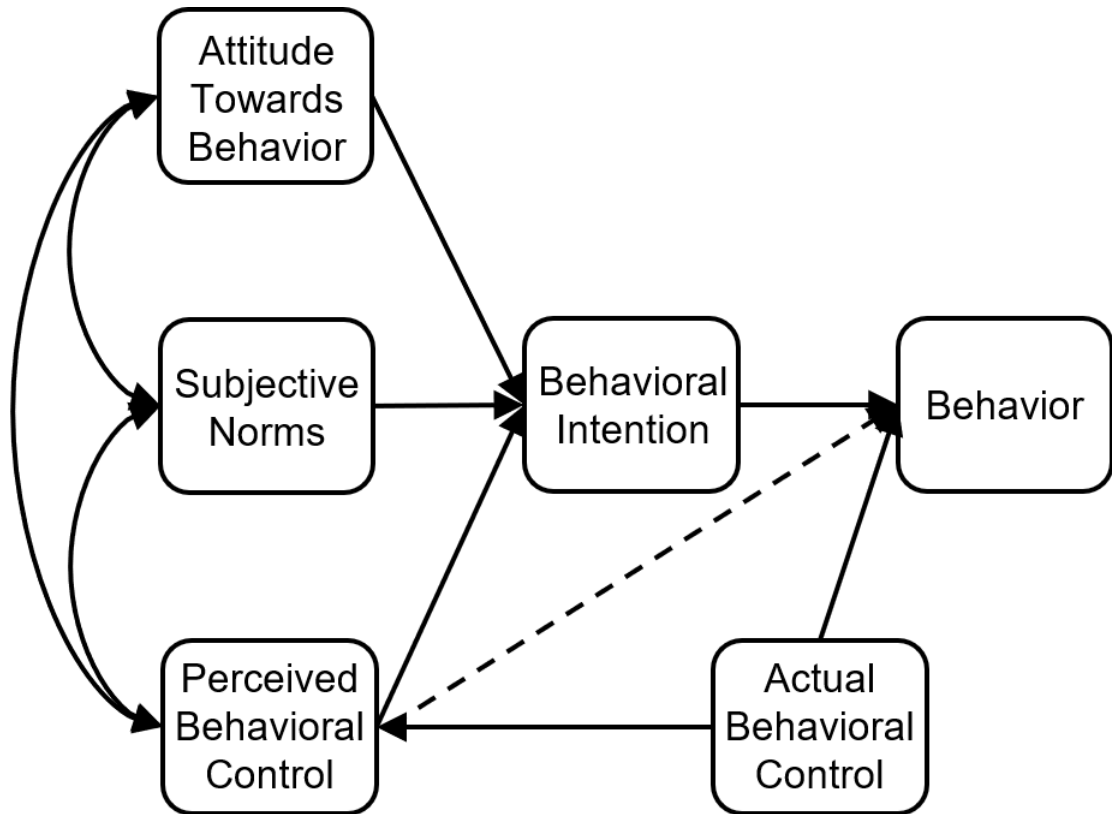 Attitude
Towards
Behavior
Subjective
Norms
Behavioral
Intention
Behavior
Perceived
Behavioral
Control
Actual
Behavioral
Control